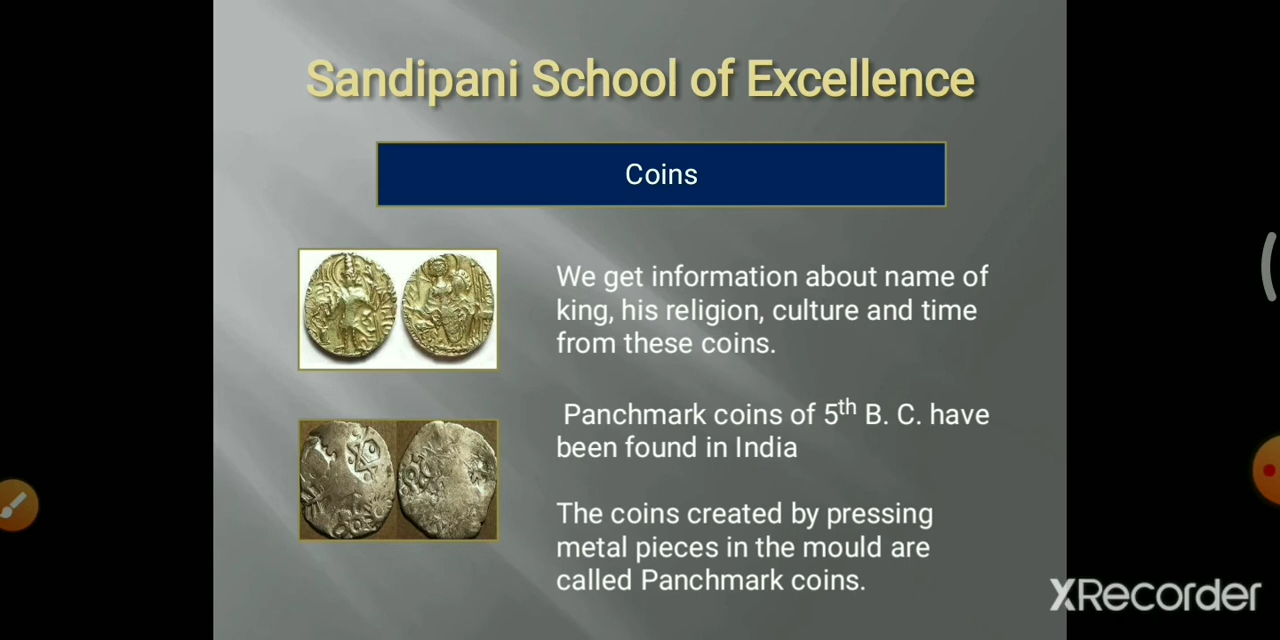 Sandipani School of Excellence
Coins
We get information about name of
king, his religion, culture and time
from these coins.
Panchmark coins of 5th B. C. have
been found in India
The coins created by pressing
metal pieces in the mould are
called Panchmark coins.
XRecorder